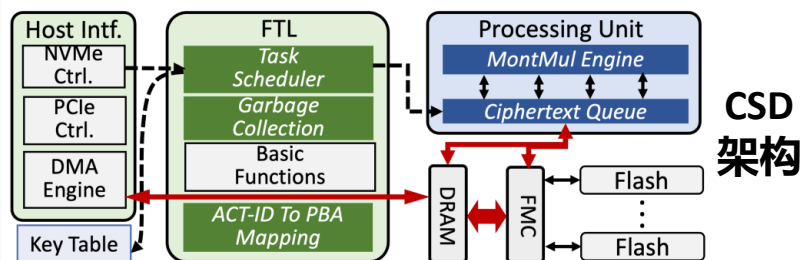 Host Intf.
NVMe
Ctrl.
PCIe
Ctrl.
DMA
Engine
Key Table
FTL
Task
Scheduler
Garbage
Collection
Basic
Functions
ACT-ID To PBA
Mapping
Processing Unit
MontMul Engine
Ciphertext Queue
DRAM
FMC
Flash
Flash
CSD
架构